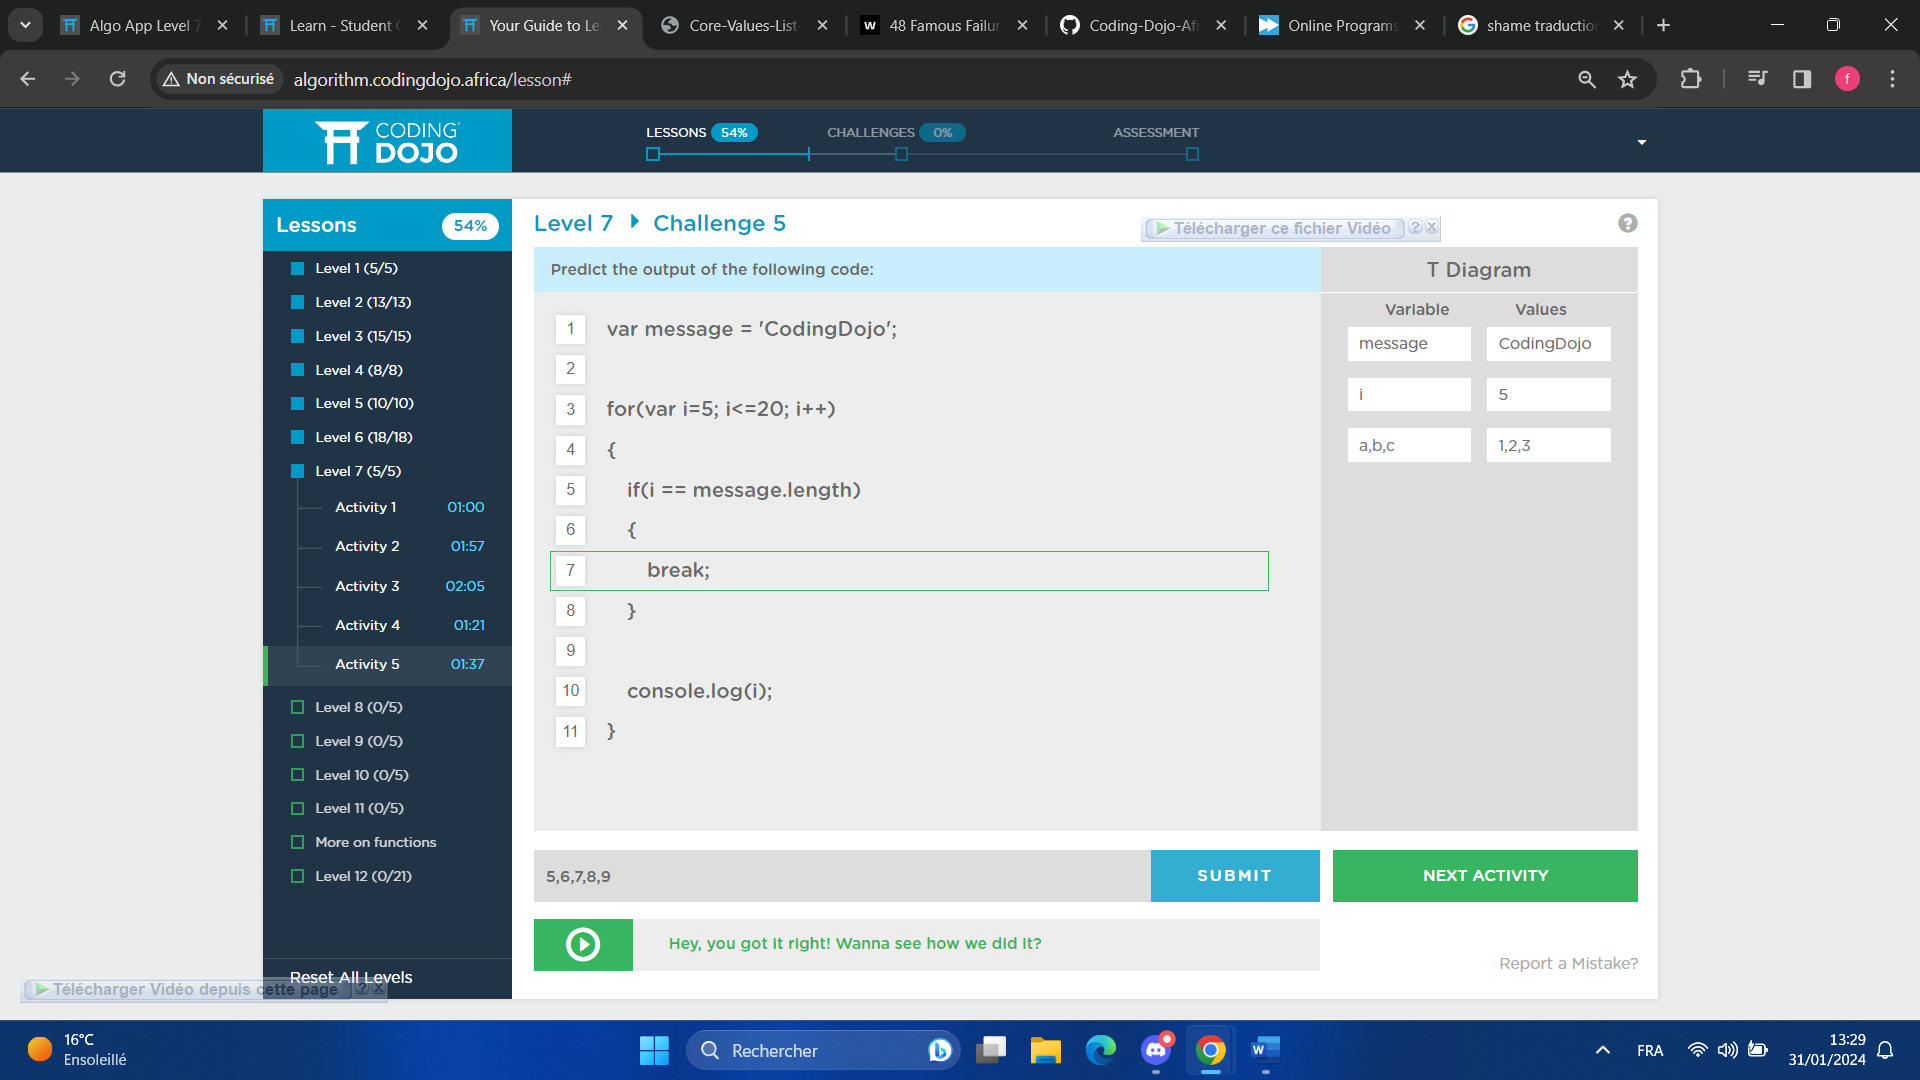 Algo App Level 7
Learn - Student
Your Guide to Le
Core-Values-List-
48 Famous Failur
Coding-Dojo-Afr
Online Programs
shame traduction
Non sécurisé
algorithm.codingdojo.africa/lesson#
f
CODING
DOJO
LESSONS 54%
CHALLENGES 0%
ASSESSMENT
Lessons 54%
Level 1 (5/5)
Level 2 (13/13)
Level 3 (15/15)
Level 4 (8/8)
Level 5 (10/10)
Level 6 (18/18)
Level 7 (5/5)
Activity 1 01:00
Activity 2 01:57
Activity 3 02:05
Activity 4 01:21
Activity 5 01:37
Level 8 (0/5)
Level 9 (0/5)
Level 10 (0/5)
Level 11 (0/5)
More on functions
Level 12 (0/21)
Reset All Levels
Télécharger Vidéo depuis cette page ? X
Level 7 Challenge 5
Télécharger ce fichier Vidéo ? X
?
Predict the output of the following code:
1 var message = 'CodingDojo';
2
3 for(var i=5; i<=20; i++)
4 {
5 if(i == message.length)
6 {
7 break;
8 }
9
10 console.log(i);
11 }
T Diagram
Variable Values
message CodingDojo
i 5
a,b,c 1,2,3
5,6,7,8,9
SUBMIT
NEXT ACTIVITY
Hey, you got it right! Wanna see how we did it?
Report a Mistake?
16°C
Ensoleillé
Rechercher
FRA
13:29
31/01/2024